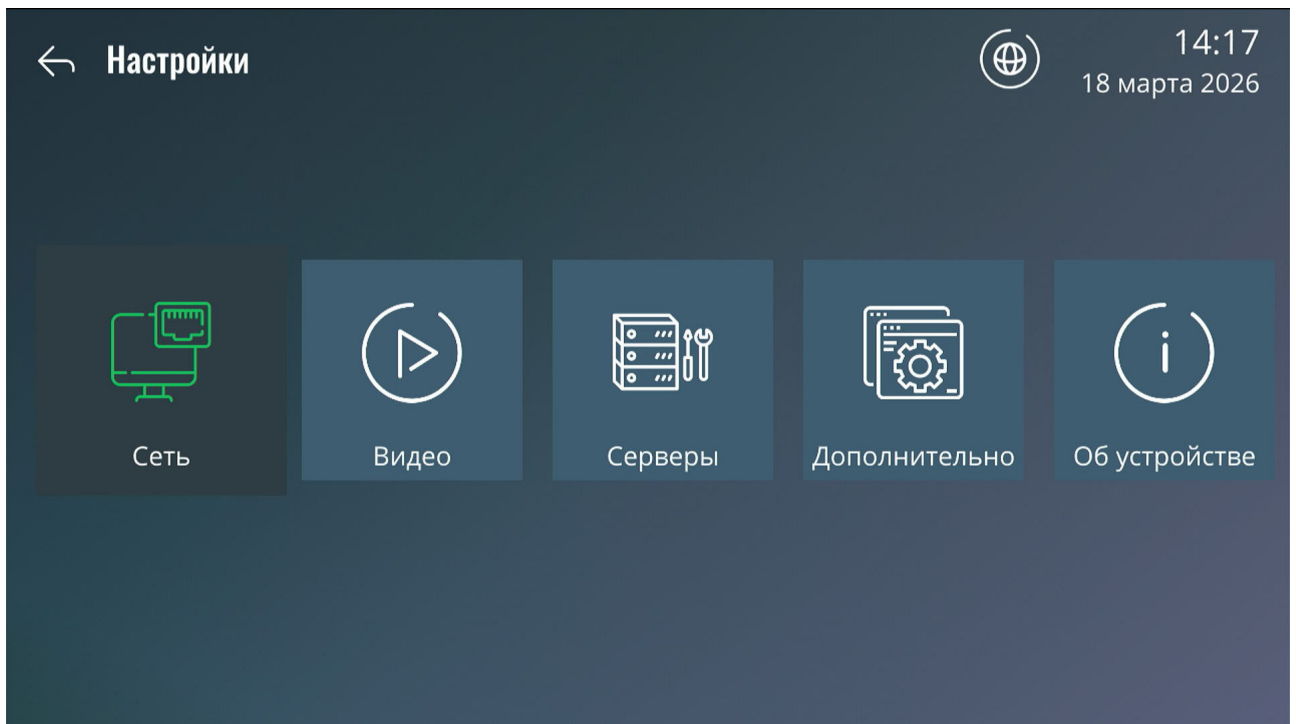 Настройки
14:17
18 марта 2026
Сеть
Видео
Серверы
Дополнительно
Об устройстве